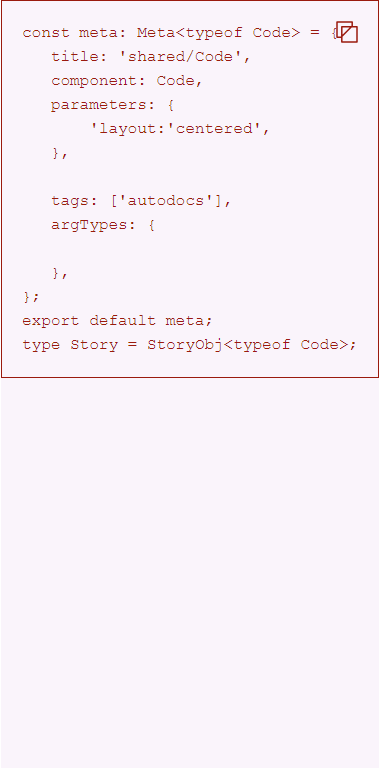 const meta: Meta<typeof Code> = {
title: 'shared/Code',
component: Code,
parameters: {
'layout:'centered',
},
tags: ['autodocs'],
argTypes: {
},
};
export default meta;
type Story = StoryObj<typeof Code>;